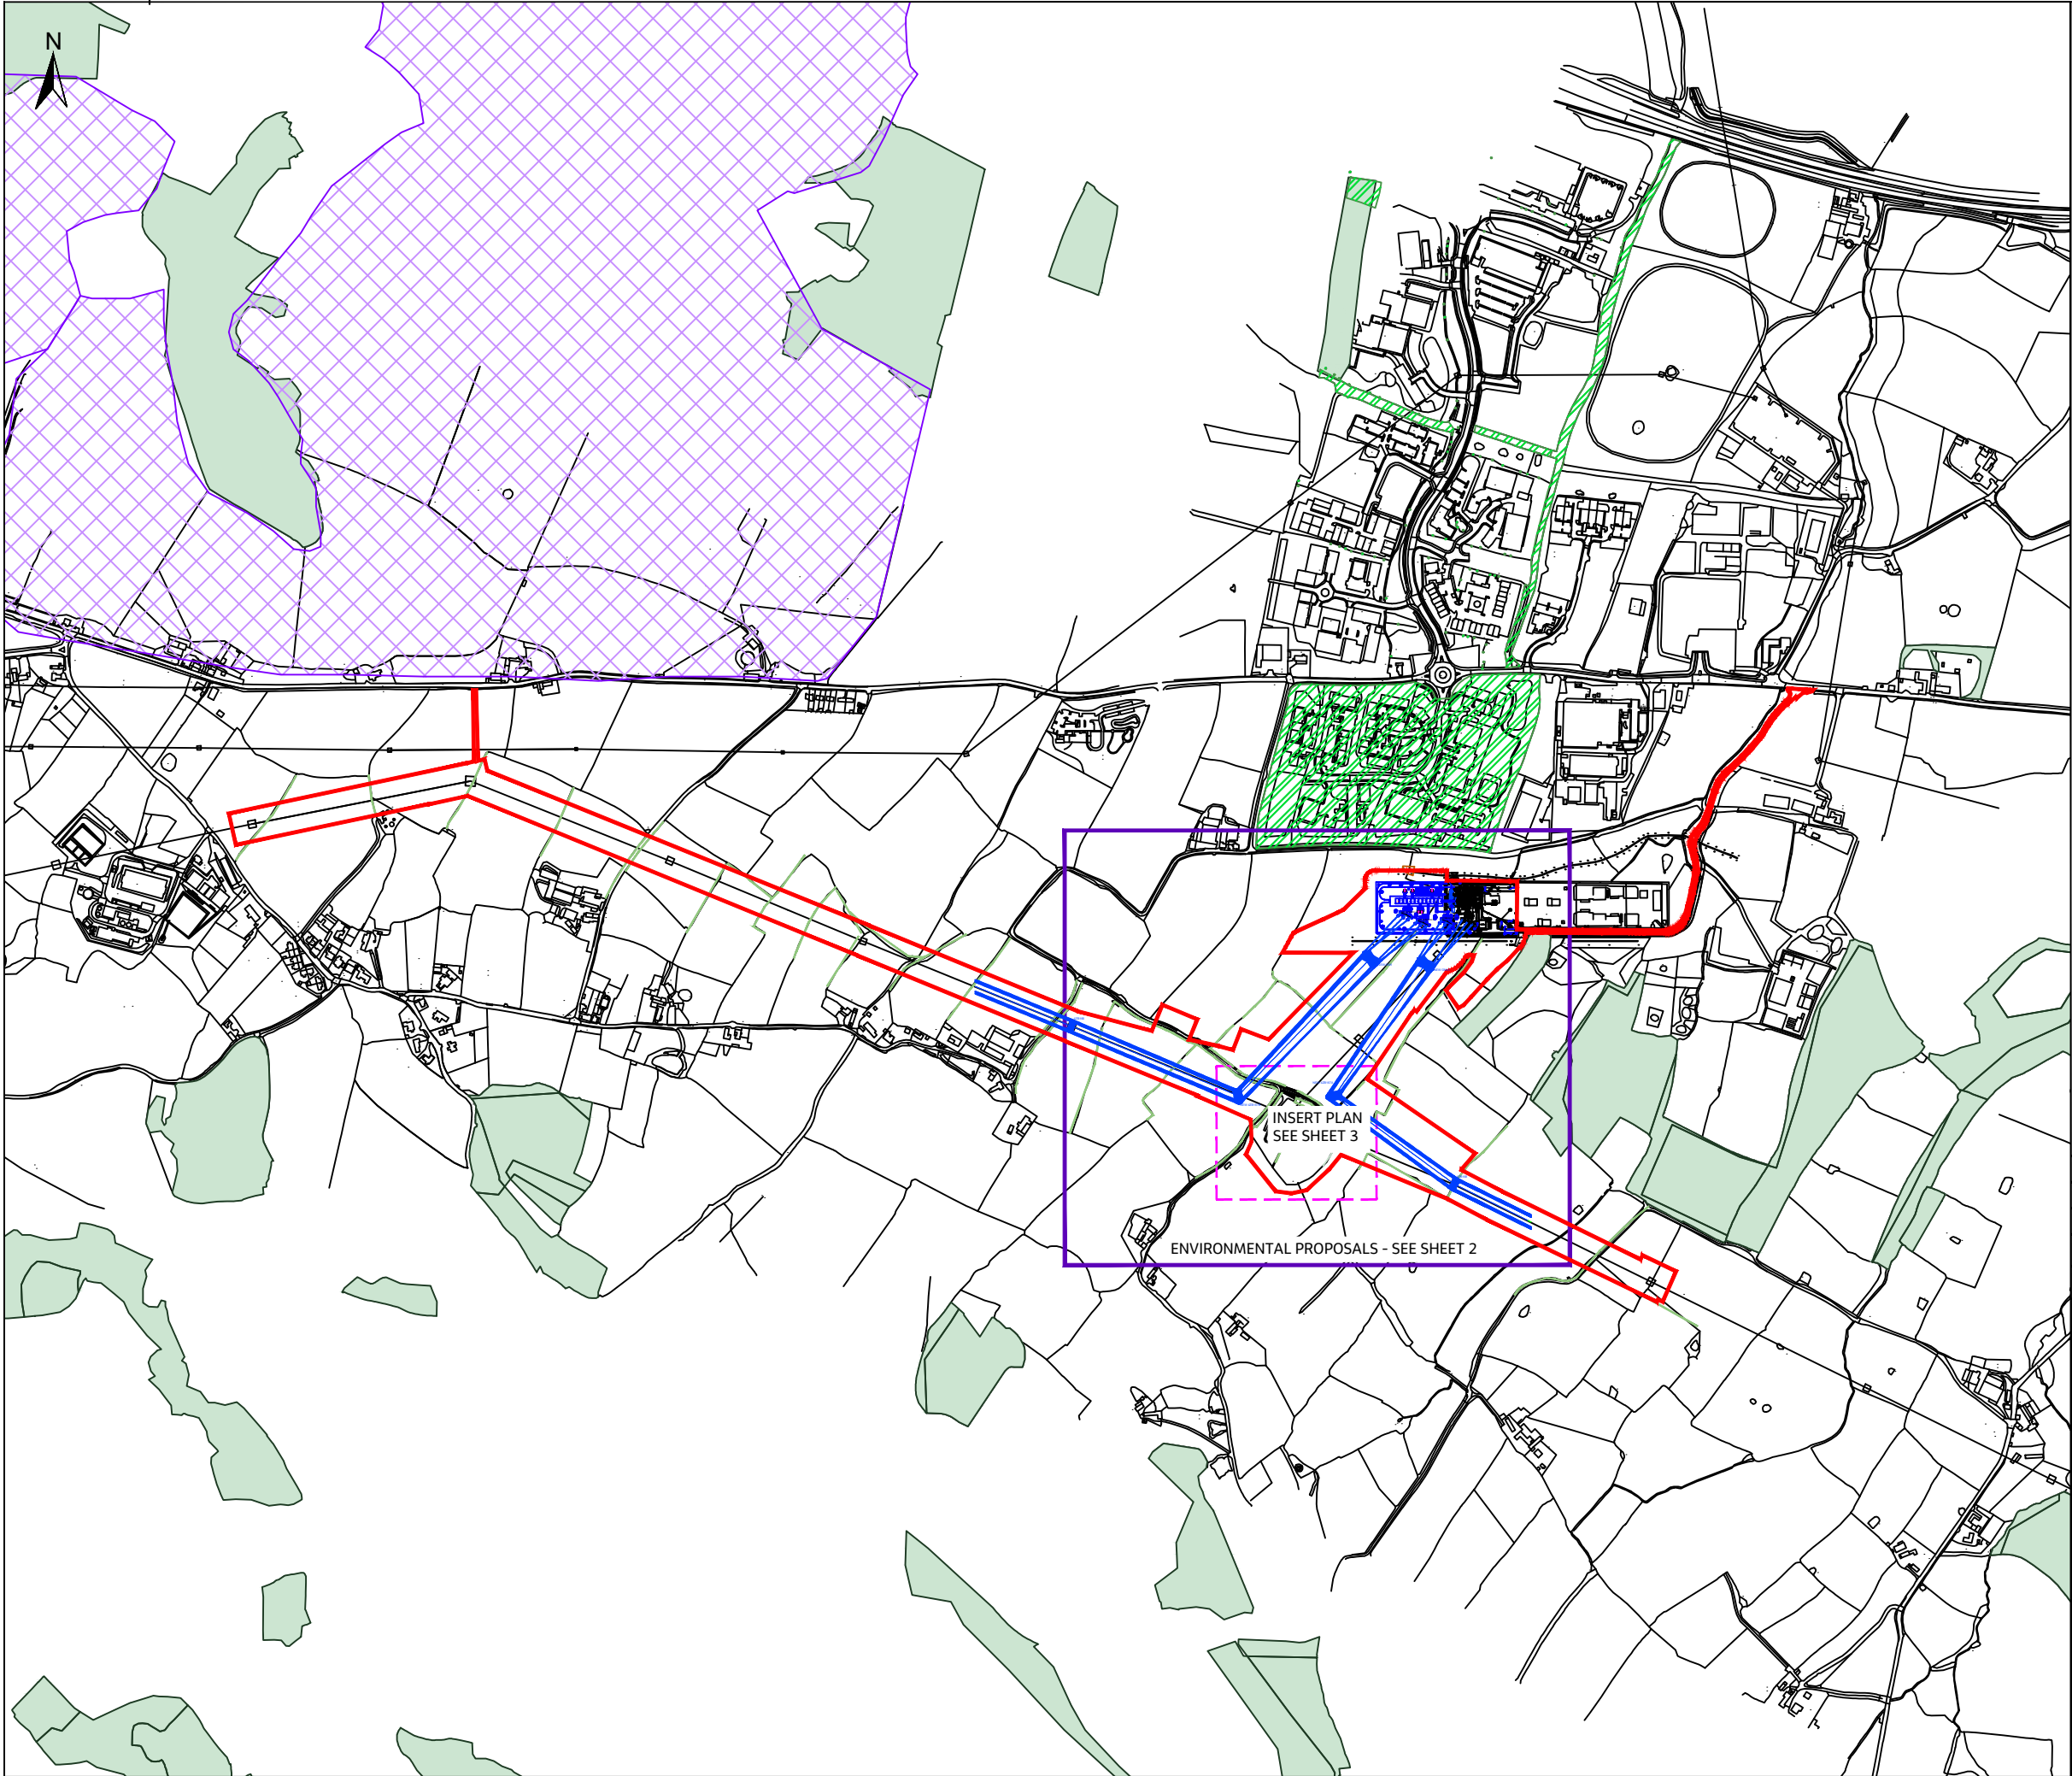 N
INSERT PLAN
SEE SHEET 3
ENVIRONMENTAL PROPOSALS - SEE SHEET 2